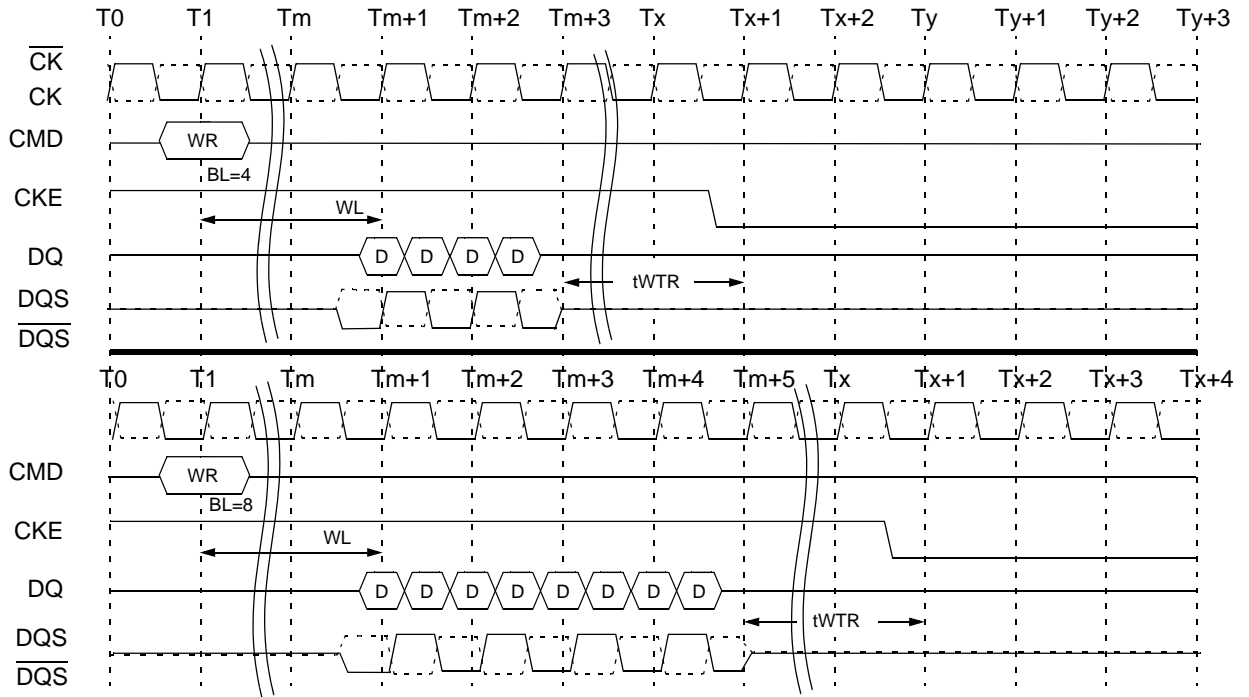 T0 T1 Tm Tm+1 Tm+2 Tm+3 Tx Tx+1 Tx+2 Ty Ty+1 Ty+2 Ty+3
CK
CK
CMD WR
BL=4
CKE
WL
DQ D D D D
tWTR
DQS
DQS
T0 T1 Tm Tm+1 Tm+2 Tm+3 Tm+4 Tm+5 Tx Tx+1 Tx+2 Tx+3 Tx+4
CMD WR
BL=8
CKE
WL
DQ D D D D D D D D
tWTR
DQS
DQS